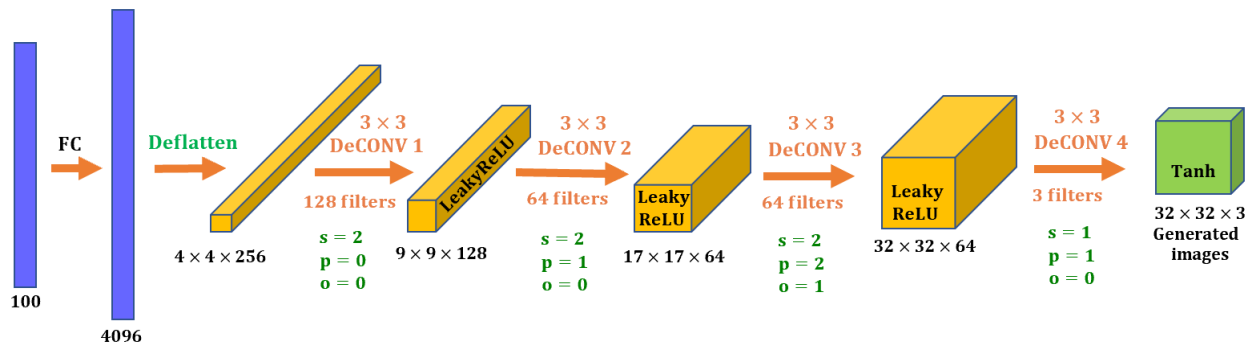 100
FC
4096
Deflatten
4 × 4 × 256
3 × 3
DeCONV 1
128 filters
s = 2
p = 0
o = 0
LeakyReLU
9 × 9 × 128
3 × 3
DeCONV 2
64 filters
s = 2
p = 1
o = 0
Leaky
ReLU
17 × 17 × 64
3 × 3
DeCONV 3
64 filters
s = 2
p = 2
o = 1
Leaky
ReLU
32 × 32 × 64
3 × 3
DeCONV 4
3 filters
s = 1
p = 1
o = 0
Tanh
32 × 32 × 3
Generated
images